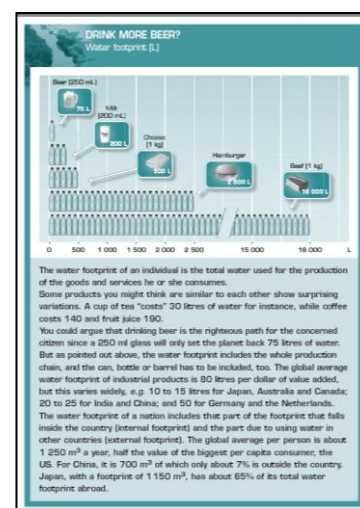 DRINK MORE BEER?
Water footprint (L)
Beer (250 mL)
75 L
Milk
(200 mL)
200 L
Cheese
(1 kg)
500 L
Hamburger
2 500 L
Beef (1 kg)
16 000 L
0 500 1 000 1 500 2 000 2 500 15 000 16 000 L
The water footprint of an individual is the total water used for the production
of the goods and services he or she consumes.
Some products you might think are similar to each other show surprising
variations. A cup of tea “costs” 30 litres of water for instance, while coffee
costs 140 and fruit juice 190.
You could argue that drinking beer is the righteous path for the concerned
citizen since a 250 ml glass will only set the planet back 75 litres of water.
But as pointed out above, the water footprint includes the whole production
chain, and the can, bottle or barrel has to be included, too. The global average
water footprint of industrial products is 80 litres per dollar of value added,
but this varies widely, e.g. 10 to 15 litres for Japan, Australia and Canada;
20 to 25 for India and China; and 50 for Germany and the Netherlands.
The water footprint of a nation includes that part of the footprint that falls
inside the country (internal footprint) and the part due to using water in
other countries (external footprint). The global average per person is about
1 250 m³ a year, half the value of the biggest per capita consumer, the
US. For China, it is 700 m³ of which only about 7% is outside the country.
Japan, with a footprint of 1 150 m³, has about 65% of its total water
footprint abroad.